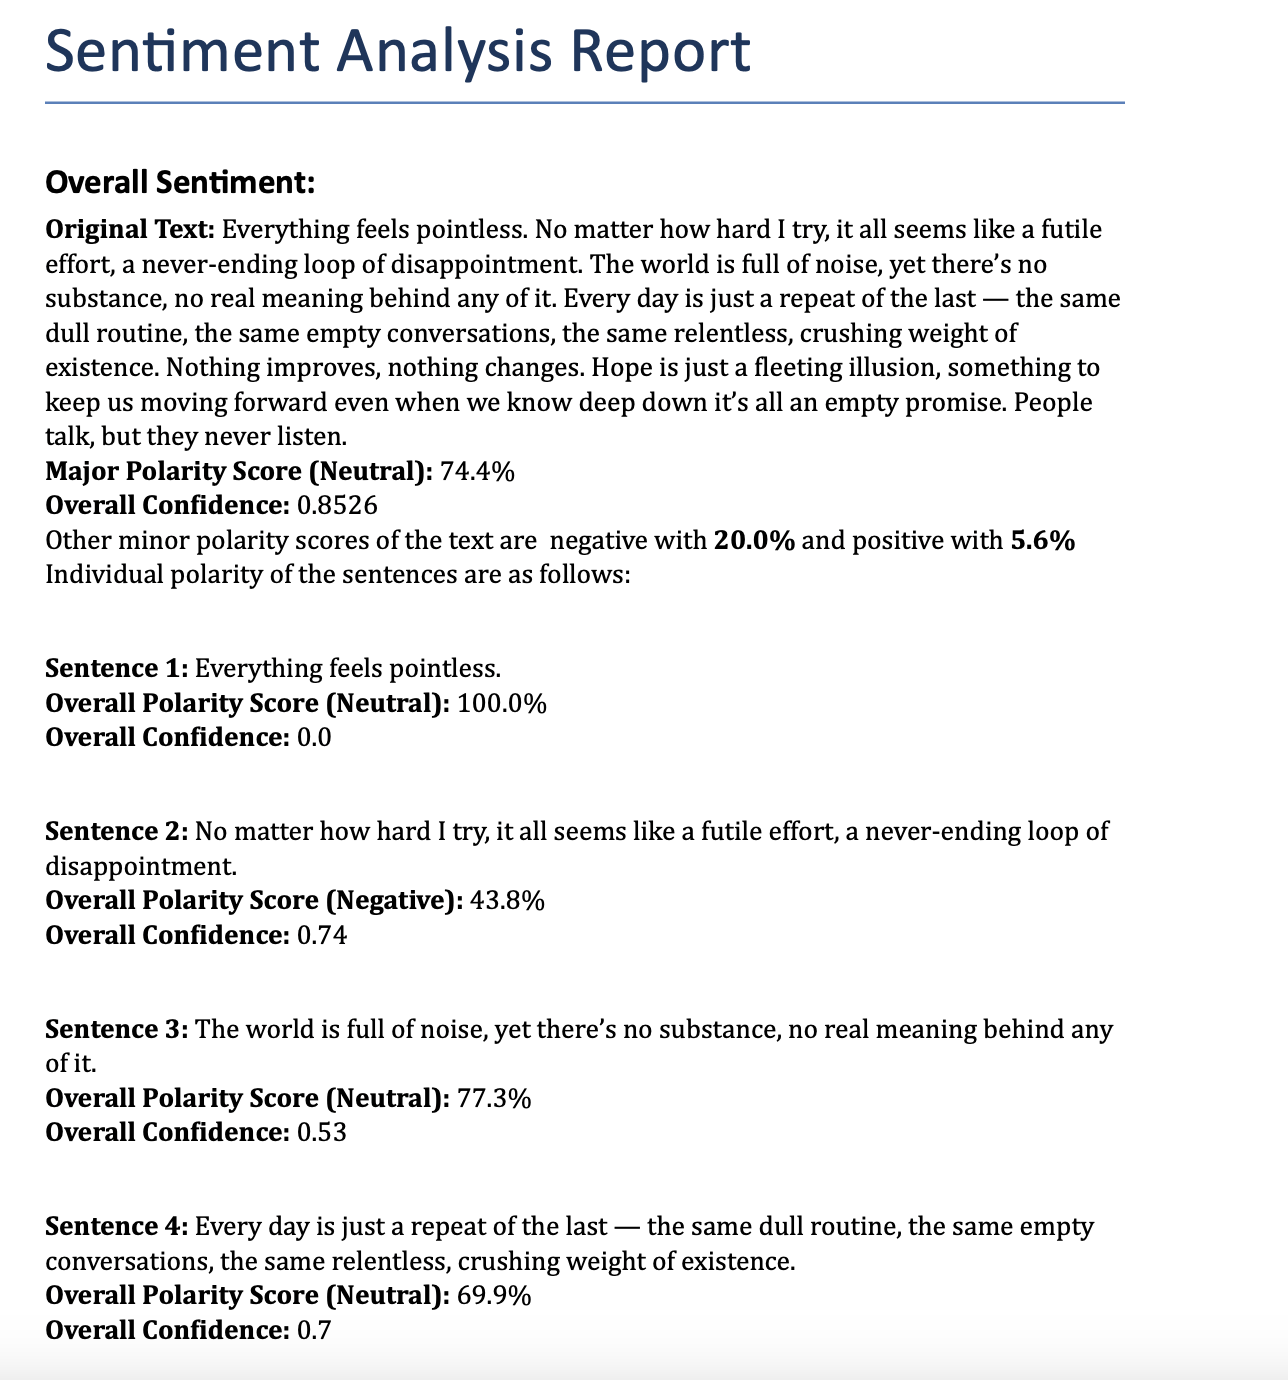 Sentiment Analysis Report
Overall Sentiment:
Original Text: Everything feels pointless. No matter how hard I try, it all seems like a futile
effort, a never-ending loop of disappointment. The world is full of noise, yet there’s no
substance, no real meaning behind any of it. Every day is just a repeat of the last — the same
dull routine, the same empty conversations, the same relentless, crushing weight of
existence. Nothing improves, nothing changes. Hope is just a fleeting illusion, something to
keep us moving forward even when we know deep down it’s all an empty promise. People
talk, but they never listen.
Major Polarity Score (Neutral): 74.4%
Overall Confidence: 0.8526
Other minor polarity scores of the text are  negative with 20.0% and positive with 5.6%
Individual polarity of the sentences are as follows:
Sentence 1: Everything feels pointless.
Overall Polarity Score (Neutral): 100.0%
Overall Confidence: 0.0
Sentence 2: No matter how hard I try, it all seems like a futile effort, a never-ending loop of
disappointment.
Overall Polarity Score (Negative): 43.8%
Overall Confidence: 0.74
Sentence 3: The world is full of noise, yet there’s no substance, no real meaning behind any
of it.
Overall Polarity Score (Neutral): 77.3%
Overall Confidence: 0.53
Sentence 4: Every day is just a repeat of the last — the same dull routine, the same empty
conversations, the same relentless, crushing weight of existence.
Overall Polarity Score (Neutral): 69.9%
Overall Confidence: 0.7